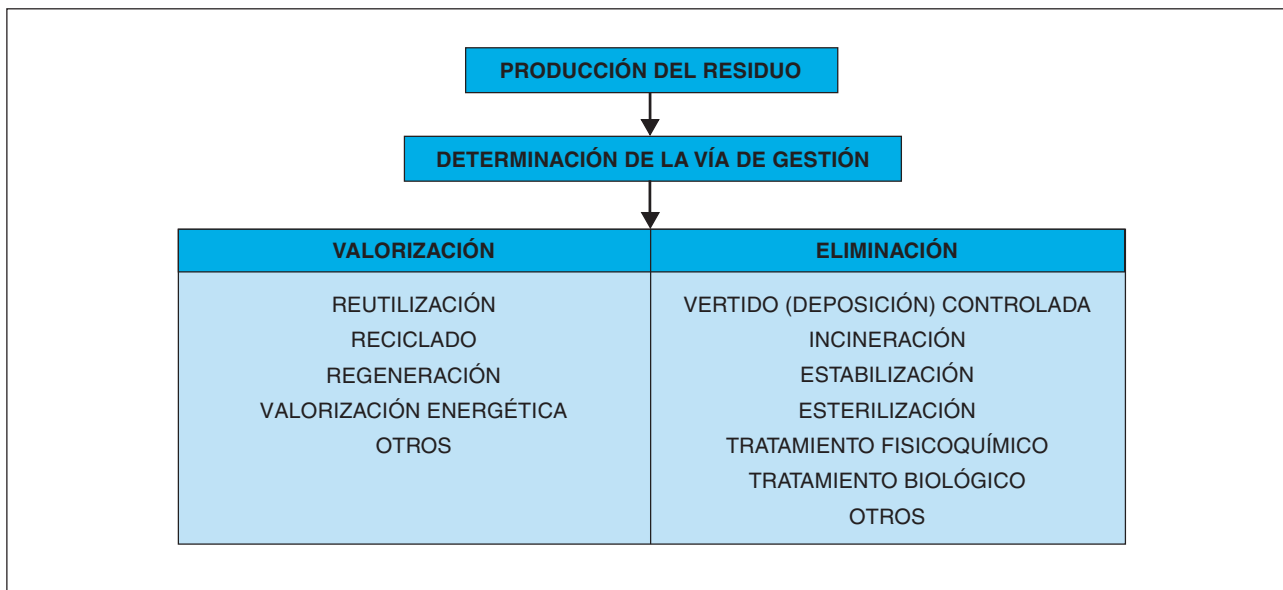 PRODUCCIÓN DEL RESIDUO
DETERMINACIÓN DE LA VÍA DE GESTIÓN
VALORIZACIÓN
REUTILIZACIÓN
RECICLADO
REGENERACIÓN
VALORIZACIÓN ENERGÉTICA
OTROS
ELIMINACIÓN
VERTIDO (DEPOSICIÓN) CONTROLADA
INCINERACIÓN
ESTABILIZACIÓN
ESTERILIZACIÓN
TRATAMIENTO FISICOQUÍMICO
TRATAMIENTO BIOLÓGICO
OTROS